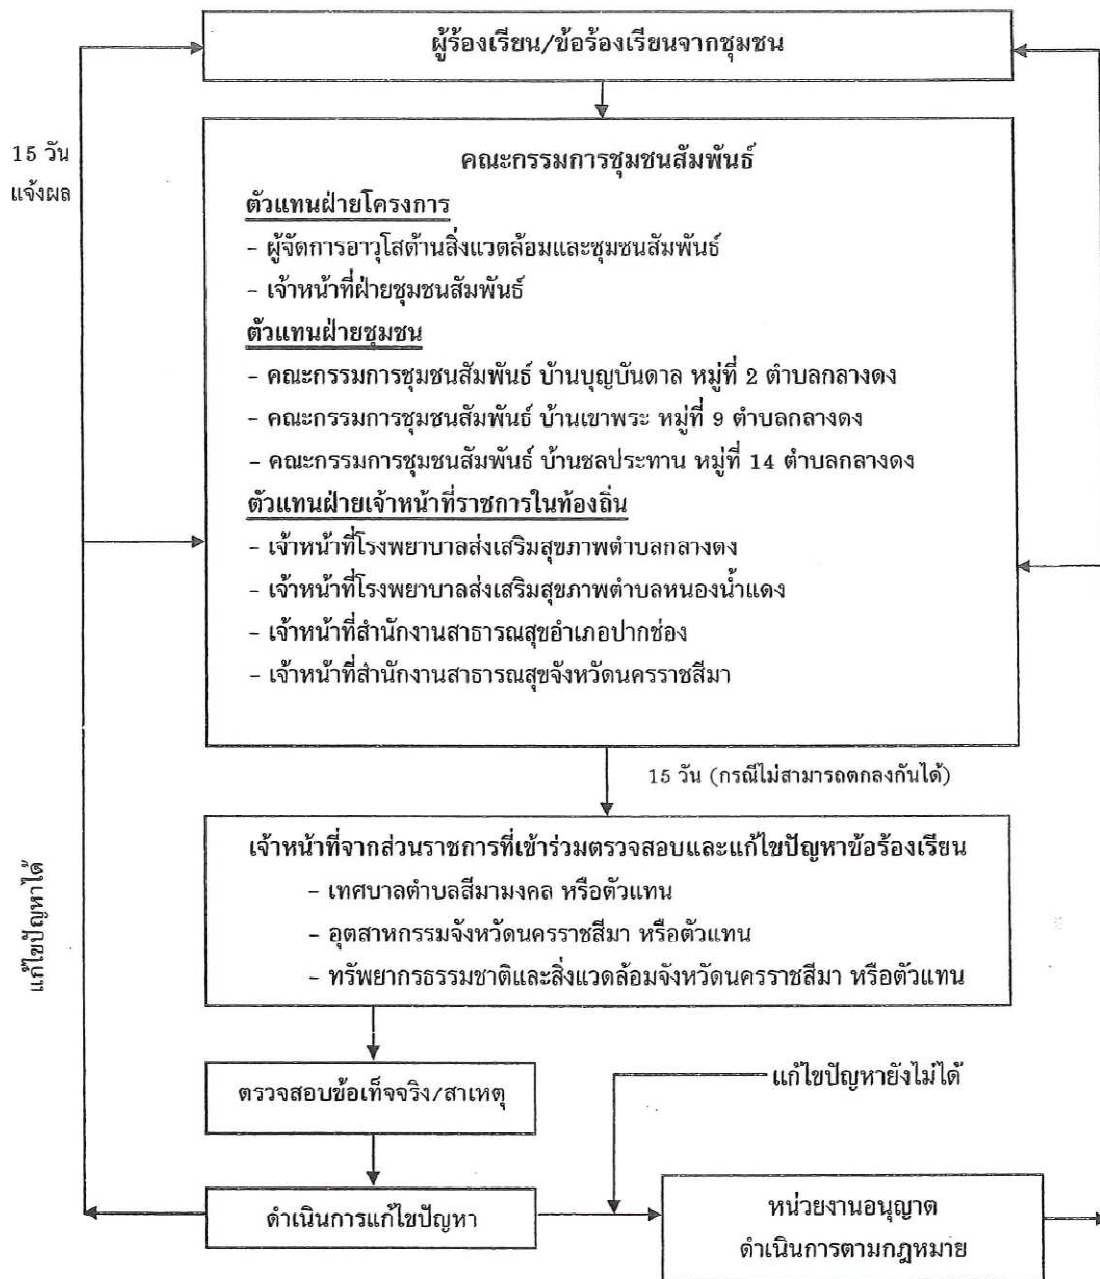 ผู้ร้องเรียน/ข้อร้องเรียนจากชุมชน
15 วัน
แจ้งผล
คณะกรรมการชุมชนสัมพันธ์
ตัวแทนฝ่ายโครงการ
- ผู้จัดการอาวุโสด้านสิ่งแวดล้อมและชุมชนสัมพันธ์
- เจ้าหน้าที่ฝ่ายชุมชนสัมพันธ์
ตัวแทนฝ่ายชุมชน
- คณะกรรมการชุมชนสัมพันธ์ บ้านบุญบันดาล หมู่ที่ 2 ตำบลกลางดง
- คณะกรรมการชุมชนสัมพันธ์ บ้านเขาพระ หมู่ที่ 9 ตำบลกลางดง
- คณะกรรมการชุมชนสัมพันธ์ บ้านชลประทาน หมู่ที่ 14 ตำบลกลางดง
ตัวแทนฝ่ายเจ้าหน้าที่ราชการในท้องถิ่น
- เจ้าหน้าที่โรงพยาบาลส่งเสริมสุขภาพตำบลกลางดง
- เจ้าหน้าที่โรงพยาบาลส่งเสริมสุขภาพตำบลหนองน้ำแดง
- เจ้าหน้าที่สำนักงานสาธารณสุขอำเภอปากช่อง
- เจ้าหน้าที่สำนักงานสาธารณสุขจังหวัดนครราชสีมา
15 วัน (กรณีไม่สามารถตกลงกันได้)
เจ้าหน้าที่จากส่วนราชการที่เข้าร่วมตรวจสอบและแก้ไขปัญหาข้อร้องเรียน
- เทศบาลตำบลสีมามงคล หรือตัวแทน
- อุตสาหกรรมจังหวัดนครราชสีมา หรือตัวแทน
- ทรัพยากรธรรมชาติและสิ่งแวดล้อมจังหวัดนครราชสีมา หรือตัวแทน
แก้ไขปัญหาได้
ตรวจสอบข้อเท็จจริง/สาเหตุ
แก้ไขปัญหายังไม่ได้
ดำเนินการแก้ไขปัญหา
หน่วยงานอนุญาต
ดำเนินการตามกฎหมาย